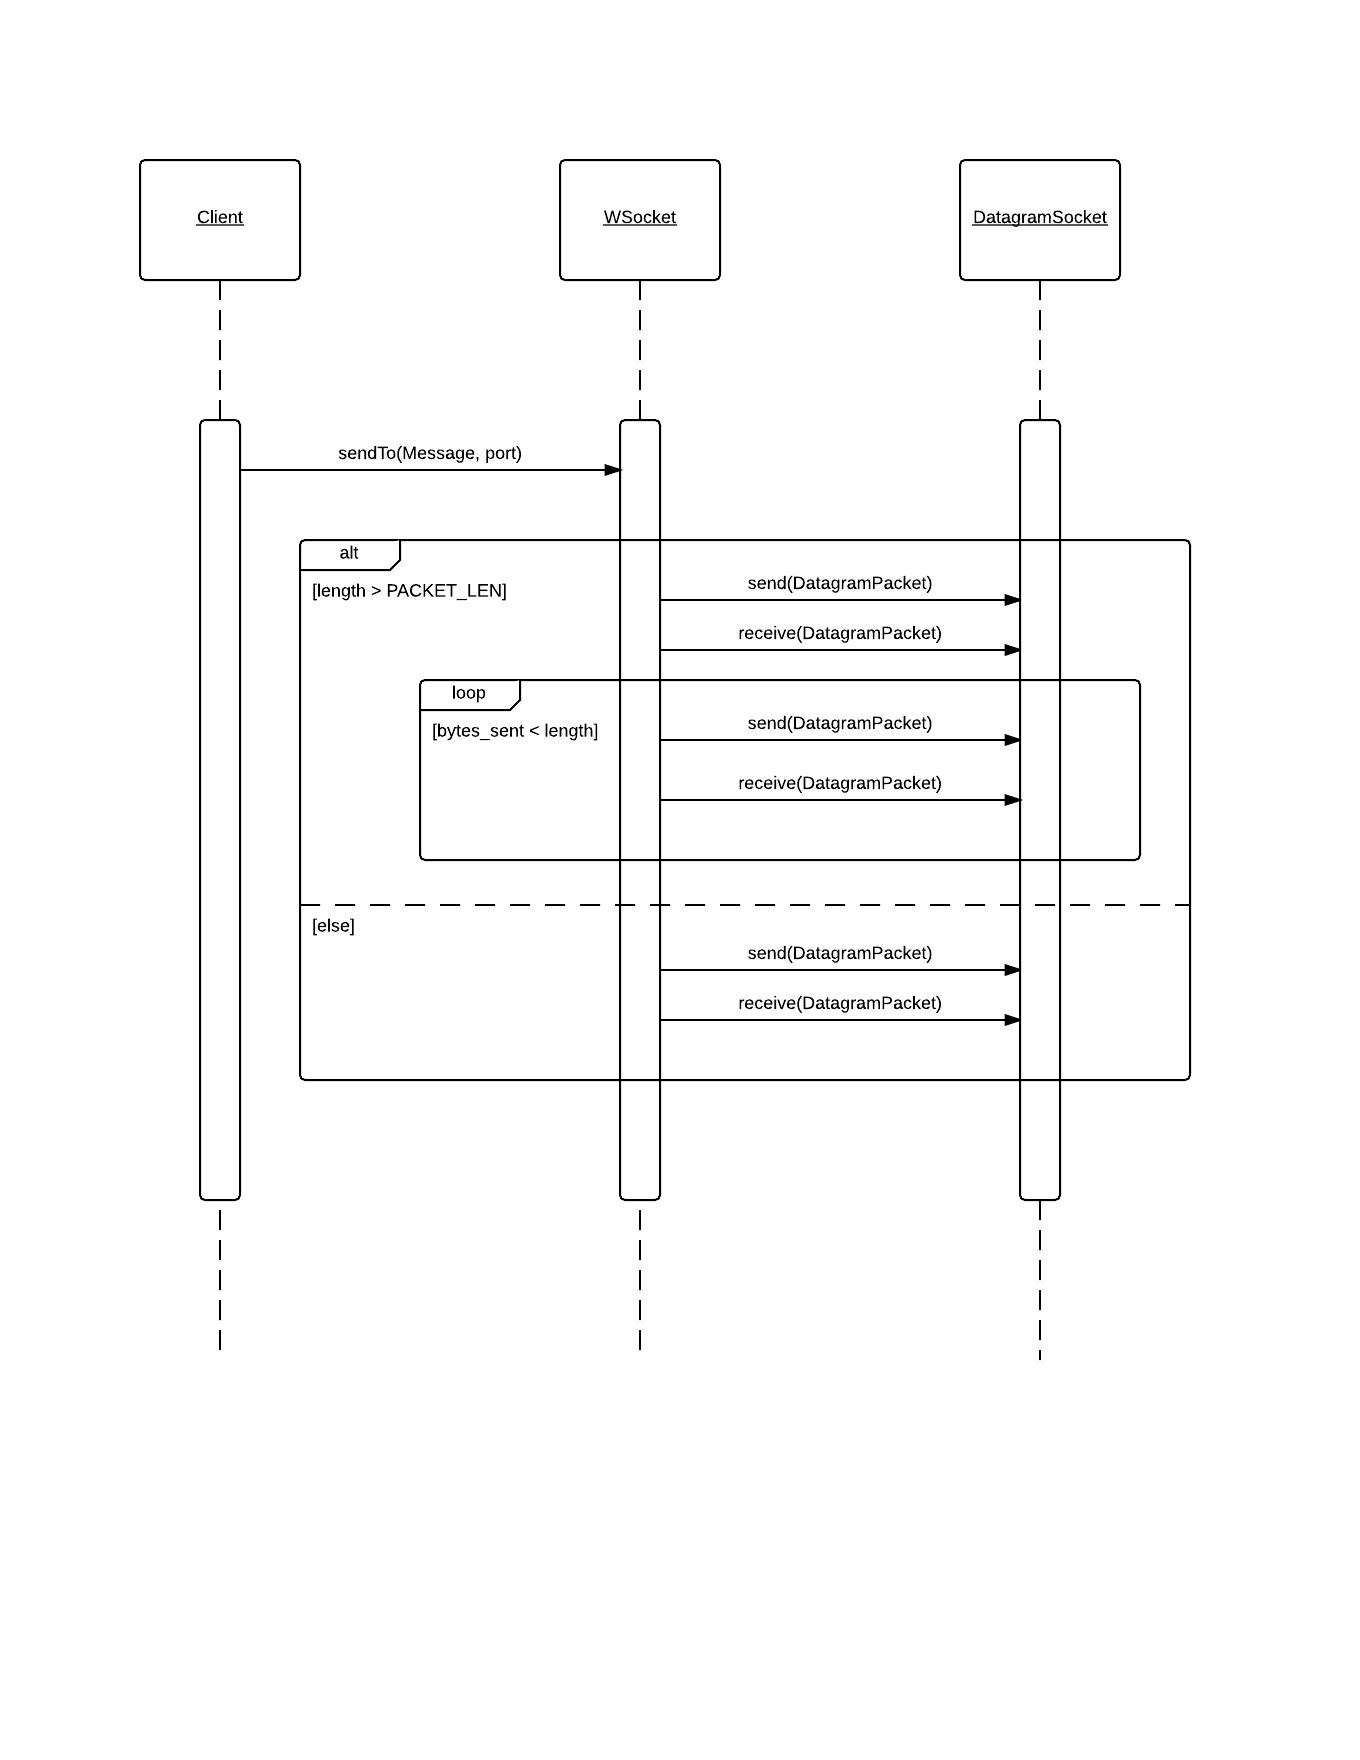 Client
WSocket
DatagramSocket
sendTo(Message, port)
alt
[length > PACKET_LEN]
send(DatagramPacket)
receive(DatagramPacket)
loop
[bytes_sent < length]
send(DatagramPacket)
receive(DatagramPacket)
[else]
send(DatagramPacket)
receive(DatagramPacket)